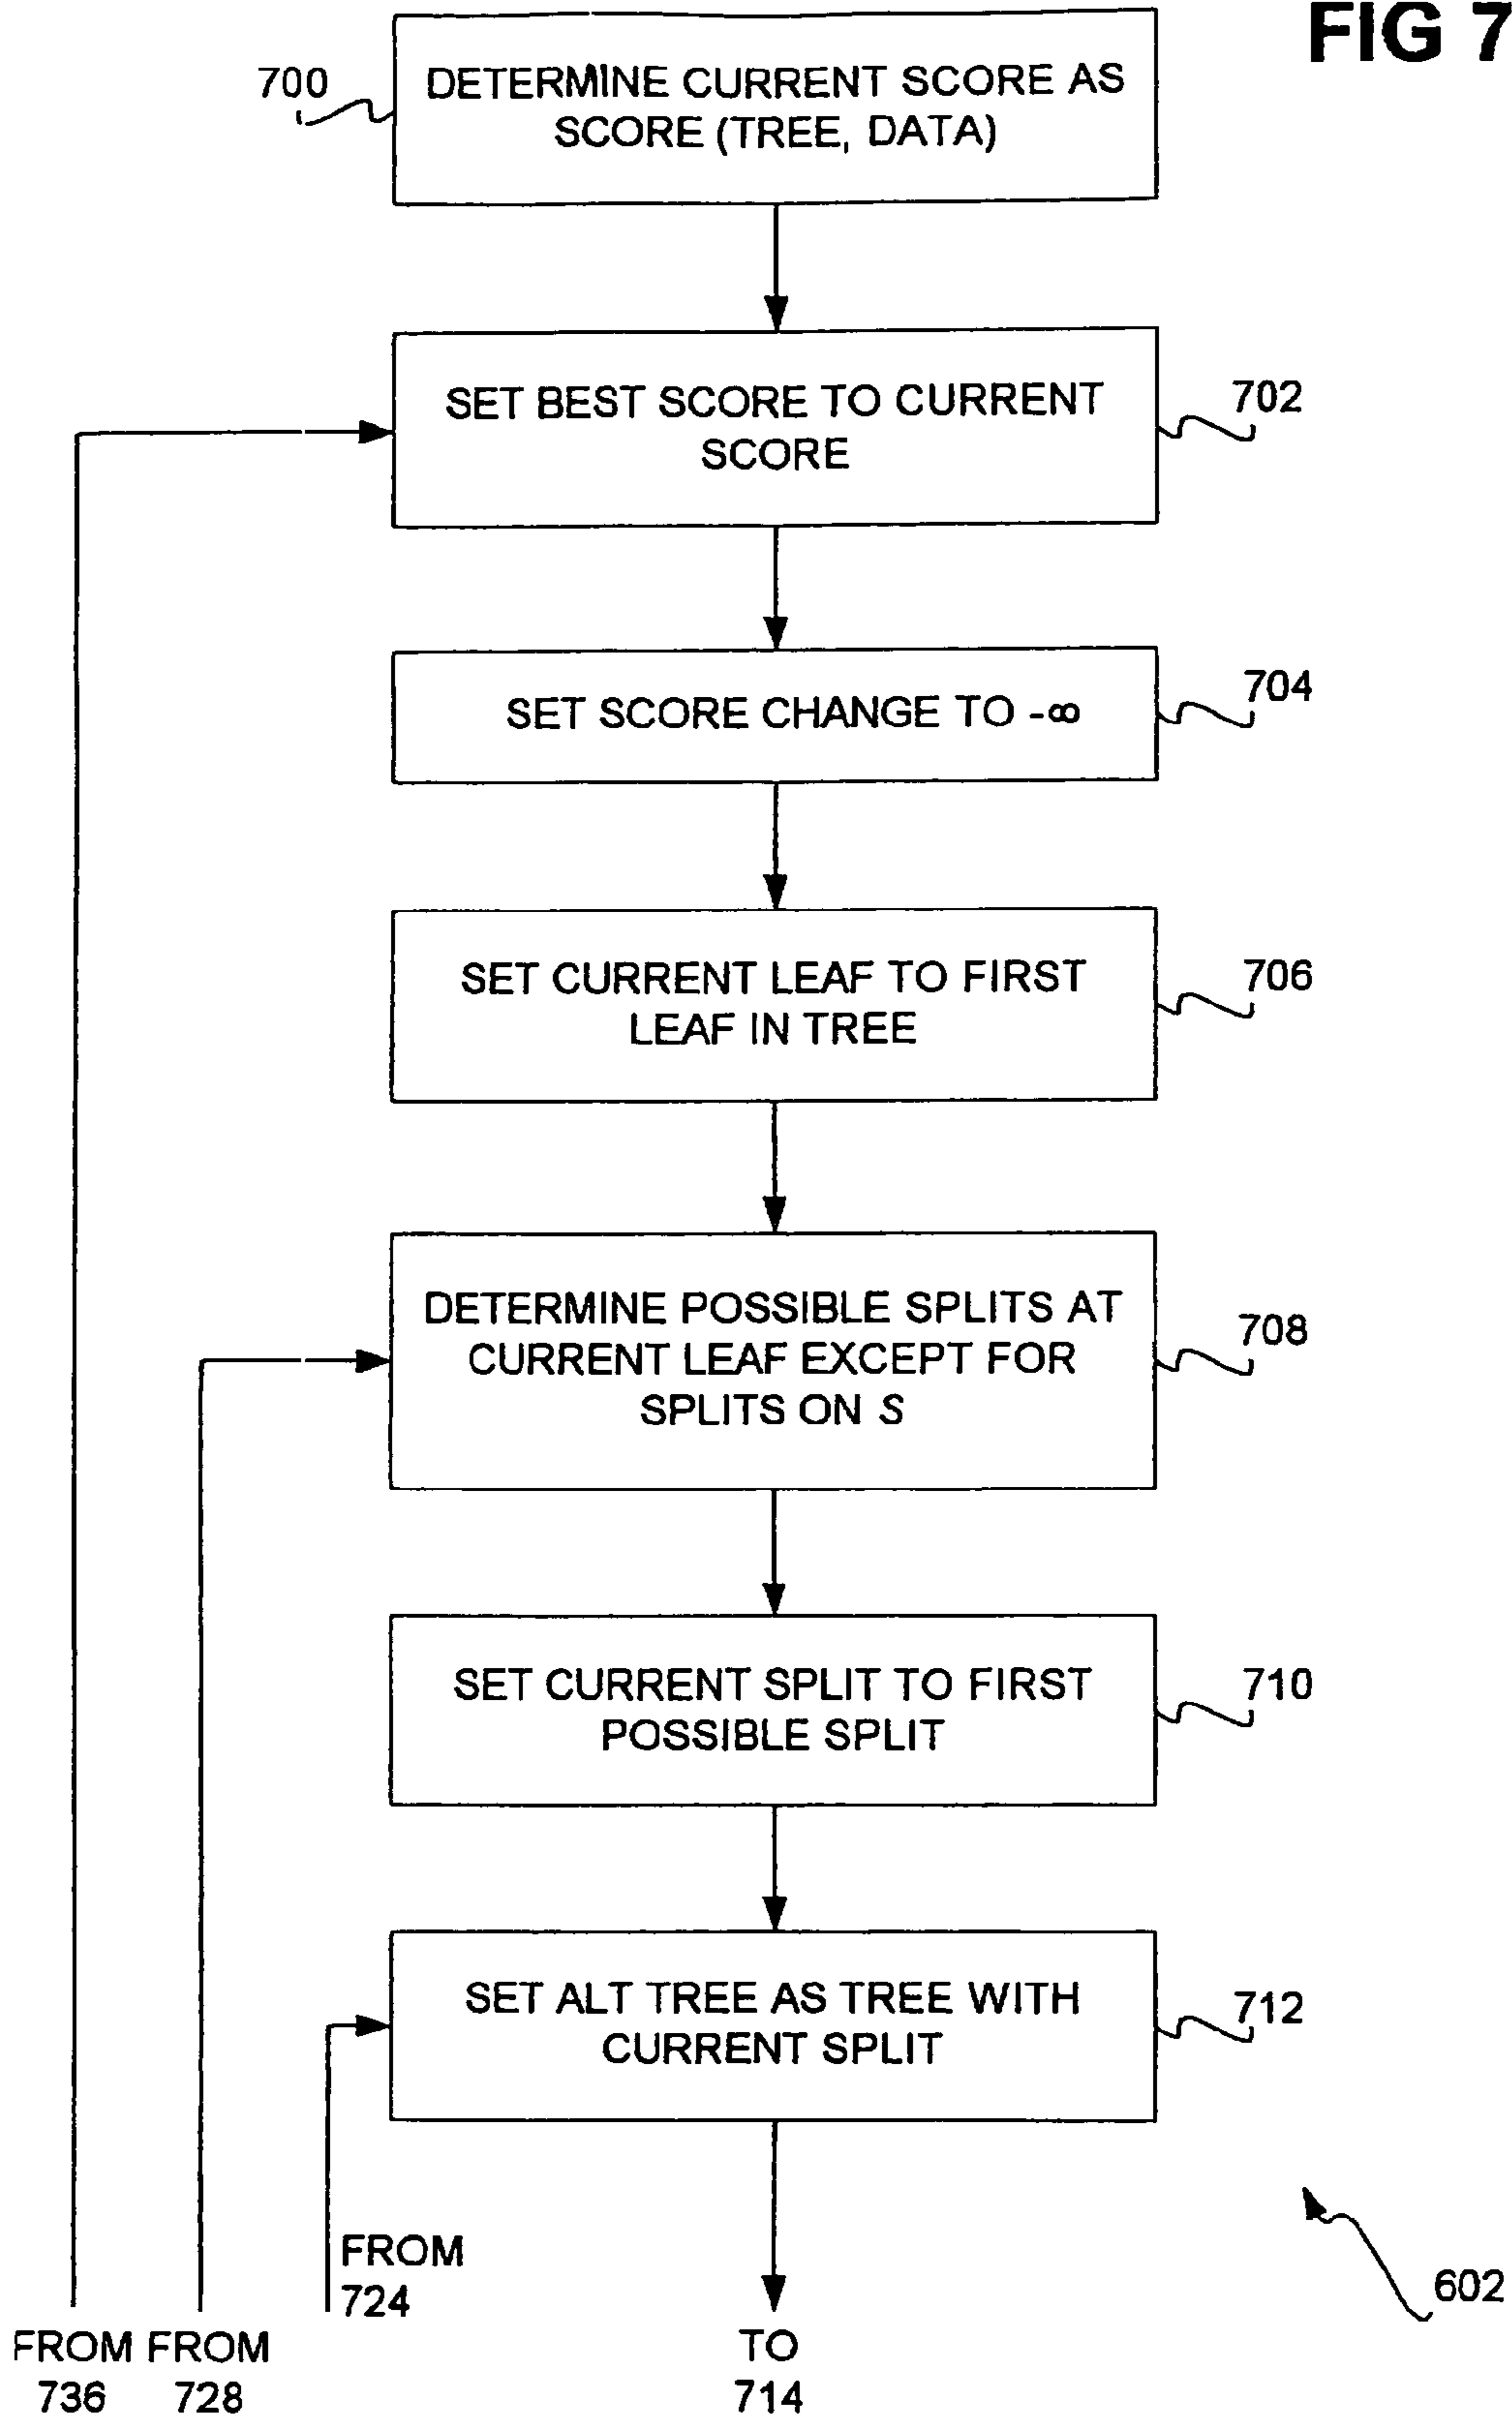 FIG 7
700
DETERMINE CURRENT SCORE AS
SCORE (TREE, DATA)
SET BEST SCORE TO CURRENT
SCORE
702
SET SCORE CHANGE TO -∞
704
SET CURRENT LEAF TO FIRST
LEAF IN TREE
706
DETERMINE POSSIBLE SPLITS AT
CURRENT LEAF EXCEPT FOR
SPLITS ON S
708
SET CURRENT SPLIT TO FIRST
POSSIBLE SPLIT
710
SET ALT TREE AS TREE WITH
CURRENT SPLIT
712
FROM
724
602
FROM
736
FROM
728
TO
714